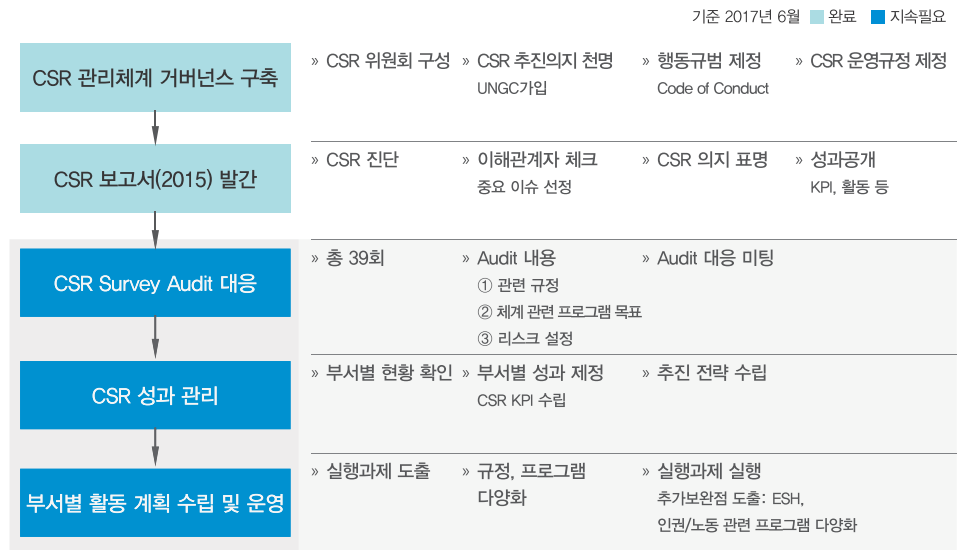 기준 2017년 6월 완료 지속필요
CSR 관리체계 거버넌스 구축
» CSR 위원회 구성
» CSR 추진의지 천명
UNGC가입
» 행동규범 제정
Code of Conduct
» CSR 운영규정 제정
CSR 보고서(2015) 발간
» CSR 진단
» 이해관계자 체크
중요 이슈 선정
» CSR 의지 표명
» 성과공개
KPI, 활동 등
CSR Survey Audit 대응
» 총 39회
» Audit 내용
① 관련 규정
② 체계 관련 프로그램 목표
③ 리스크 설정
» Audit 대응 미팅
CSR 성과 관리
» 부서별 현황 확인
» 부서별 성과 제정
CSR KPI 수립
» 추진 전략 수립
부서별 활동 계획 수립 및 운영
» 실행과제 도출
» 규정, 프로그램
다양화
» 실행과제 실행
추가보완점 도출: ESH,
인권/노동 관련 프로그램 다양화